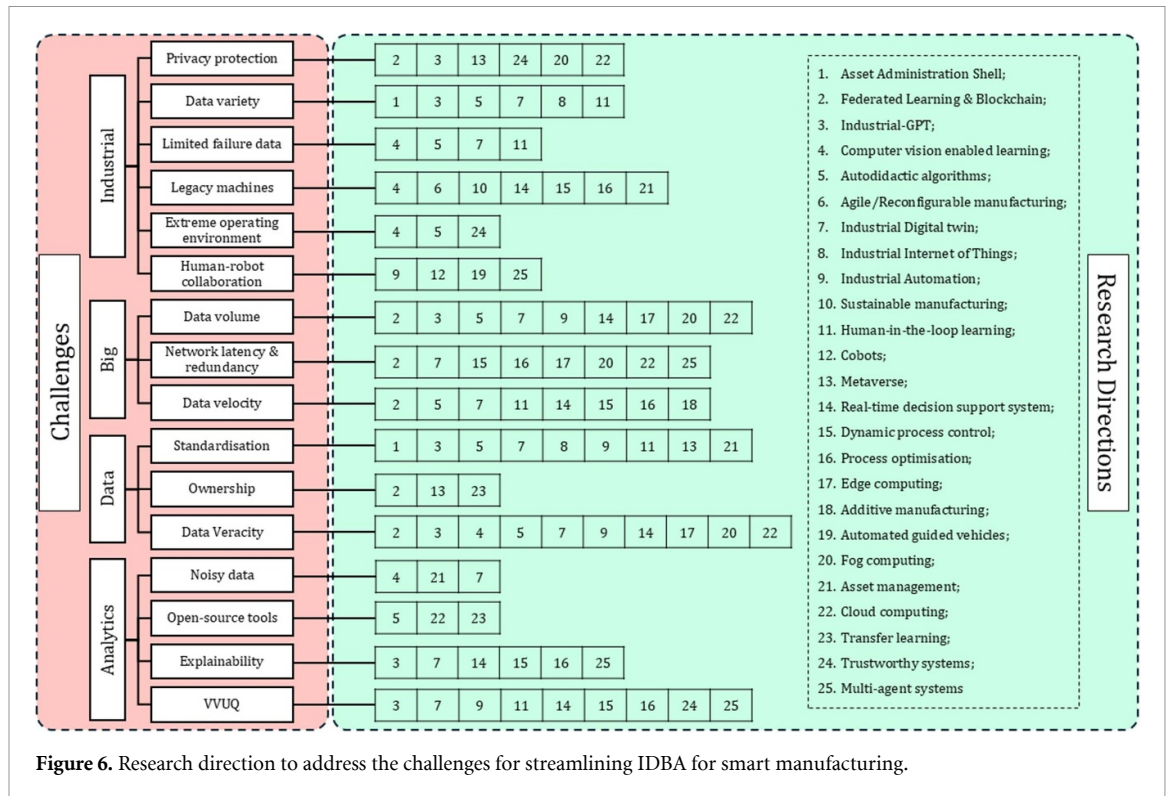 Challenges
Industrial
Privacy protection
2 3 13 24 20 22
Data variety
1 3 5 7 8 11
Limited failure data
4 5 7 11
Legacy machines
4 6 10 14 15 16 21
Extreme operating
environment
4 5 24
Human-robot
collaboration
9 12 19 25
Big
Data volume
2 3 5 7 9 14 17 20 22
Network latency &
redundancy
2 7 15 16 17 20 22 25
Data velocity
2 5 7 11 14 15 16 18
Data
Standardisation
1 3 5 7 8 9 11 13 21
Ownership
2 13 23
Data Veracity
2 3 4 5 7 9 14 17 20 22
Analytics
Noisy data
4 21 7
Open-source tools
5 22 23
Explainability
3 7 14 15 16 25
VVUQ
3 7 9 11 14 15 16 24 25
1. Asset Administration Shell;
2. Federated Learning & Blockchain;
3. Industrial-GPT;
4. Computer vision enabled learning;
5. Autodidactic algorithms;
6. Agile/Reconfigurable manufacturing;
7. Industrial Digital twin;
8. Industrial Internet of Things;
9. Industrial Automation;
10. Sustainable manufacturing;
11. Human-in-the-loop learning;
12. Cobots;
13. Metaverse;
14. Real-time decision support system;
15. Dynamic process control;
16. Process optimisation;
17. Edge computing;
18. Additive manufacturing;
19. Automated guided vehicles;
20. Fog computing;
21. Asset management;
22. Cloud computing;
23. Transfer learning;
24. Trustworthy systems;
25. Multi-agent systems
Research Directions
Figure 6. Research direction to address the challenges for streamlining IDBA for smart manufacturing.